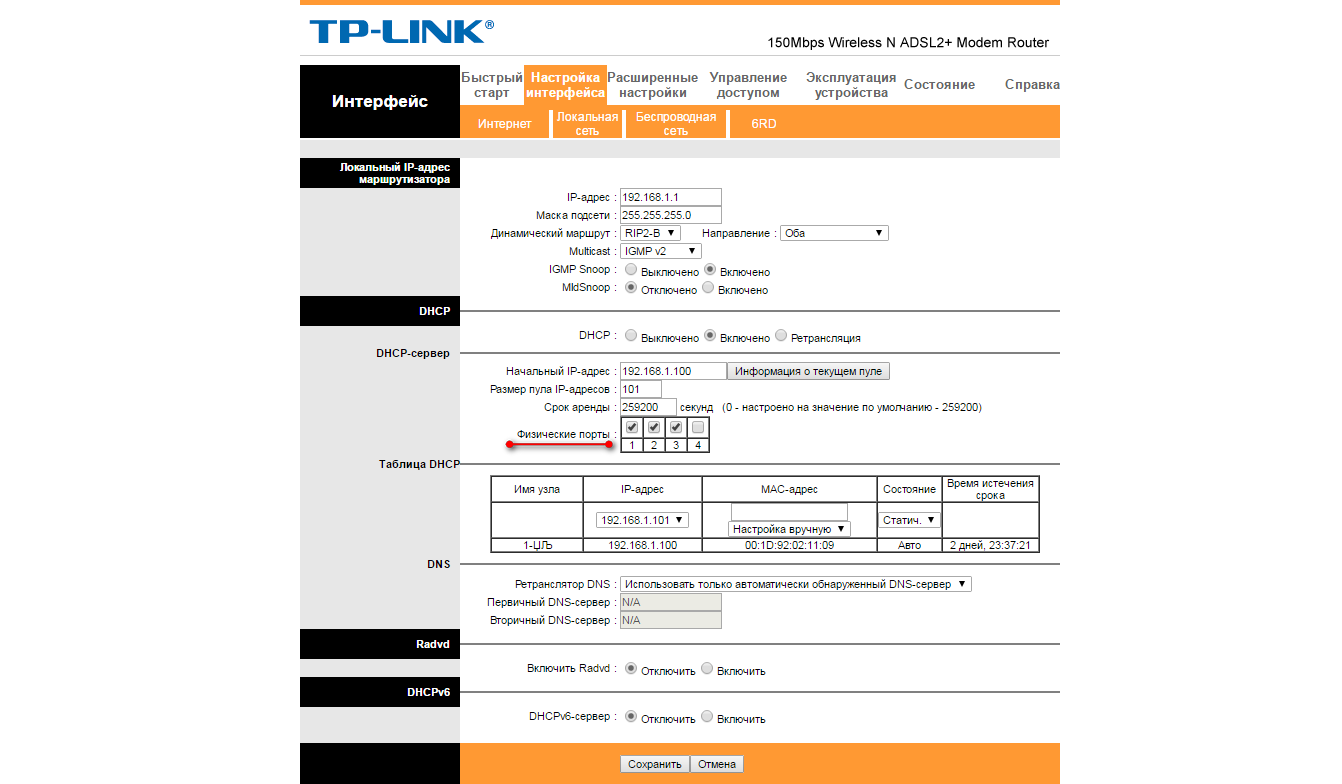 TP-LINK®
150Mbps Wireless N ADSL2+ Modem Router
Интерфейс
Быстрый старт
Настройка интерфейса
Расширенные настройки
Управление доступом
Эксплуатация устройства
Состояние
Справка
Интернет
Локальная сеть
Беспроводная сеть
6RD
Локальный IP-адрес
маршрутизатора
IP-адрес : 192.168.1.1
Маска подсети : 255.255.255.0
Динамический маршрут : RIP2-B Направление : Оба
Multicast : IGMP v2
IGMP Snoop : Выключено Включено
MldSnoop : Отключено Включено
DHCP
DHCP : Выключено Включено Ретрансляция
DHCP-сервер
Начальный IP-адрес : 192.168.1.100 Информация о текущем пуле
Размер пула IP-адресов : 101
Срок аренды : 259200 секунд (0 - настроено на значение по умолчанию - 259200)
Физические порты :
1 2 3 4
Таблица DHCP
Имя узла IP-адрес MAC-адрес Состояние Время истечения срока
192.168.1.101 Настройка вручную Статич.
1-ЏЉ 192.168.1.100 00:1D:92:02:11:09 Авто 2 дней, 23:37:21
DNS
Ретранслятор DNS : Использовать только автоматически обнаруженный DNS-сервер
Первичный DNS-сервер : N/A
Вторичный DNS-сервер : N/A
Radvd
Включить Radvd : Отключить Включить
DHCPv6
DHCPv6-сервер : Отключить Включить
Сохранить Отмена